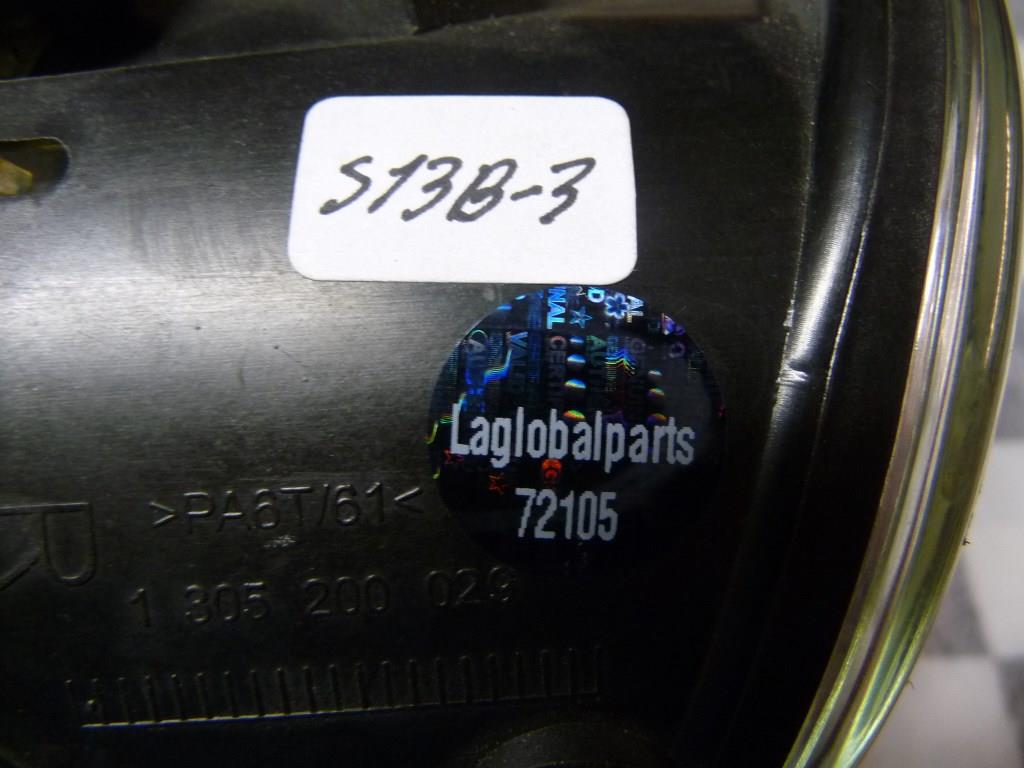 S13B-3
Laglobalparts
72105
>PA6T/61<
1 305 200 029
R